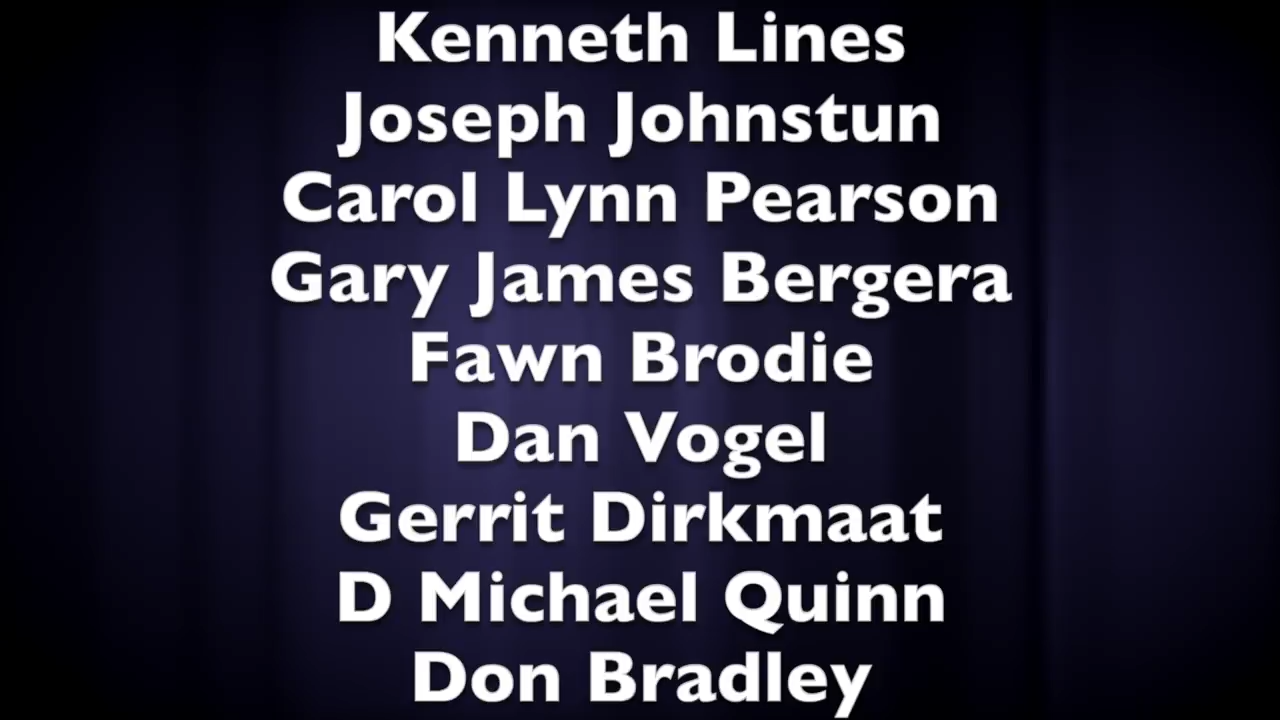 Kenneth Lines
Joseph Johnstun
Carol Lynn Pearson
Gary James Bergera
Fawn Brodie
Dan Vogel
Gerrit Dirkmaat
D Michael Quinn
Don Bradley